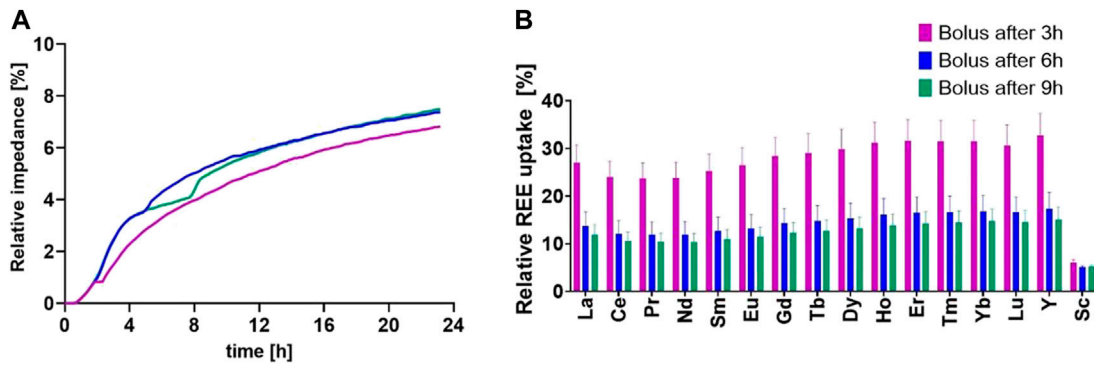 A
Relative impedance [%]
10
8
6
4
2
0
0 4 8 12 16 20 24
time [h]
B
Bolus after 3h
Bolus after 6h
Bolus after 9h
Relative REE uptake [%]
40
30
20
10
0
La Ce Pr Nd Sm Eu Gd Tb Dy Ho Er Tm Yb Lu Y Sc